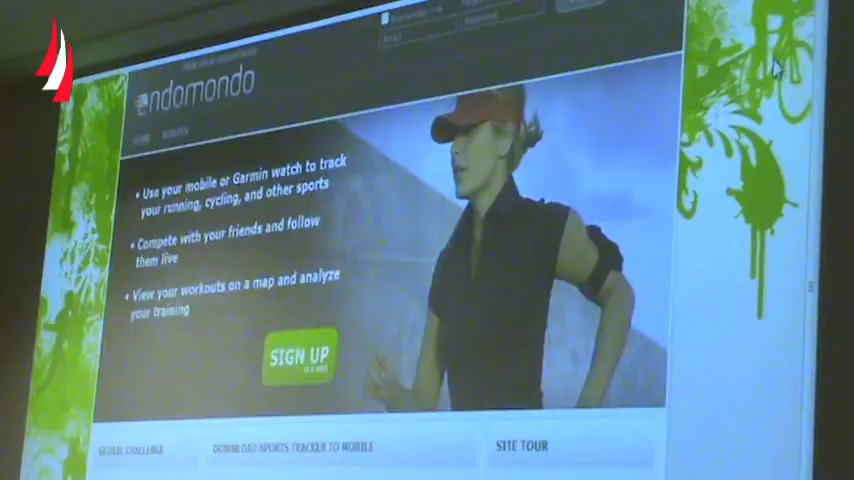 endomondo
HOME ROUTES
• Use your mobile or Garmin watch to track
your running, cycling, and other sports
• Compete with your friends and follow
them live
• View your workouts on a map and analyze
your training
SIGN UP
GLOBAL CHALLENGE
DOWNLOAD SPORTS TRACKER TO MOBILE
SITE TOUR